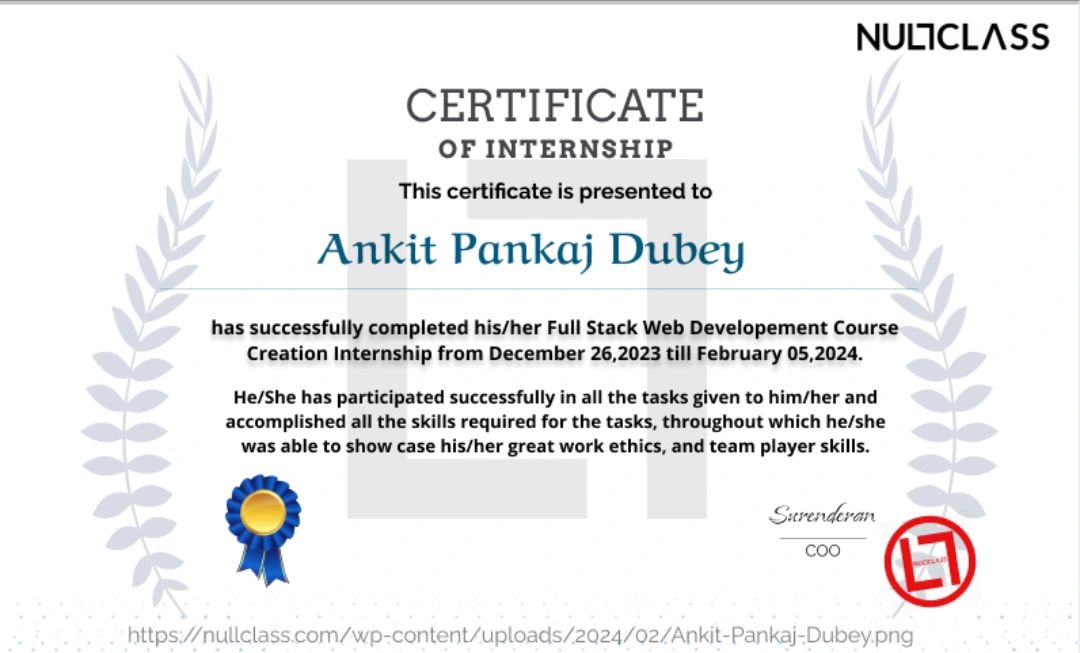 NULLCLASS
CERTIFICATE
OF INTERNSHIP
This certificate is presented to
Ankit Pankaj Dubey
has successfully completed his/her Full Stack Web Developement Course
Creation Internship from December 26,2023 till February 05,2024.
He/She has participated successfully in all the tasks given to him/her and
accomplished all the skills required for the tasks, throughout which he/she
was able to show case his/her great work ethics, and team player skills.
Surenderan
COO
NULLCLASS
https://nullclass.com/wp-content/uploads/2024/02/Ankit-Pankaj-Dubey.png